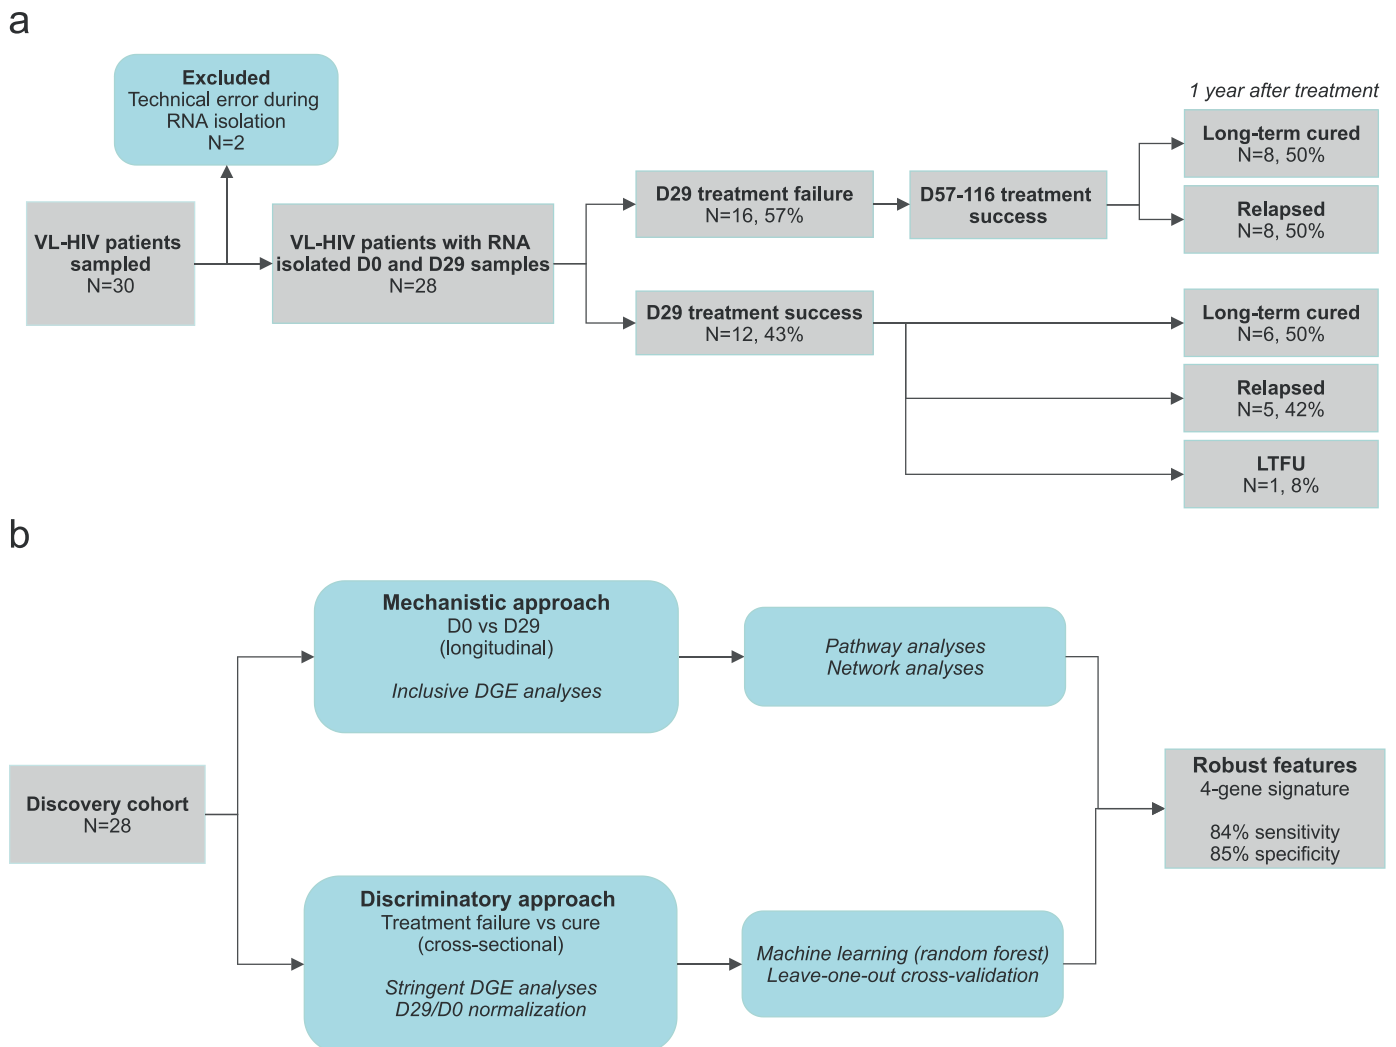 a
Excluded
Technical error during
RNA isolation
N=2
VL-HIV patients
sampled
N=30
VL-HIV patients with RNA
isolated D0 and D29 samples
N=28
D29 treatment failure
N=16, 57%
D57-116 treatment
success
D29 treatment success
N=12, 43%
1 year after treatment
Long-term cured
N=8, 50%
Relapsed
N=8, 50%
Long-term cured
N=6, 50%
Relapsed
N=5, 42%
LTFU
N=1, 8%
b
Discovery cohort
N=28
Mechanistic approach
D0 vs D29
(longitudinal)
Inclusive DGE analyses
Pathway analyses
Network analyses
Discriminatory approach
Treatment failure vs cure
(cross-sectional)
Stringent DGE analyses
D29/D0 normalization
Machine learning (random forest)
Leave-one-out cross-validation
Robust features
4-gene signature
84% sensitivity
85% specificity